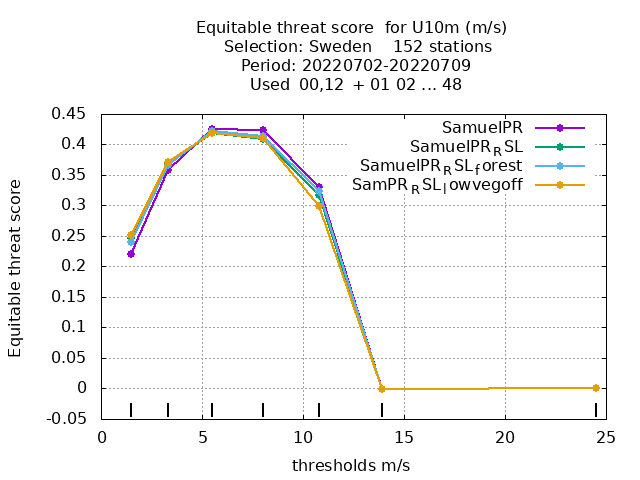 Equitable threat score  for U10m (m/s)
Selection: Sweden    152 stations
Period: 20220702-20220709
Used  00,12  + 01 02 ... 48
Equitable threat score
0.45
0.4
0.35
0.3
0.25
0.2
0.15
0.1
0.05
0
-0.05
SamuelPR
SamuelPR_RSL
SamuelPR_RSL_forest
SamPR_RSL_lowvegoff
0 5 10 15 20 25
thresholds m/s